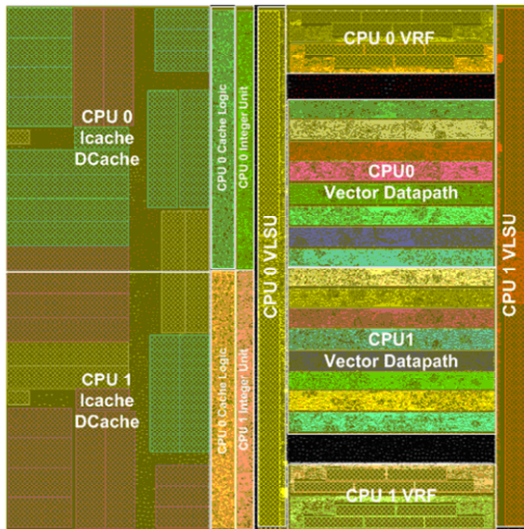 CPU 0
Icache
DCache
CPU 0 Cache Logic
CPU 0 Integer Unit
CPU 0 VLSU
CPU 0 VRF
CPU0
Vector Datapath
CPU 1 VLSU
CPU 1
Icache
DCache
CPU 0 Cache Logic
CPU 1 Integer Unit
CPU1
Vector Datapath
CPU 1 VRF